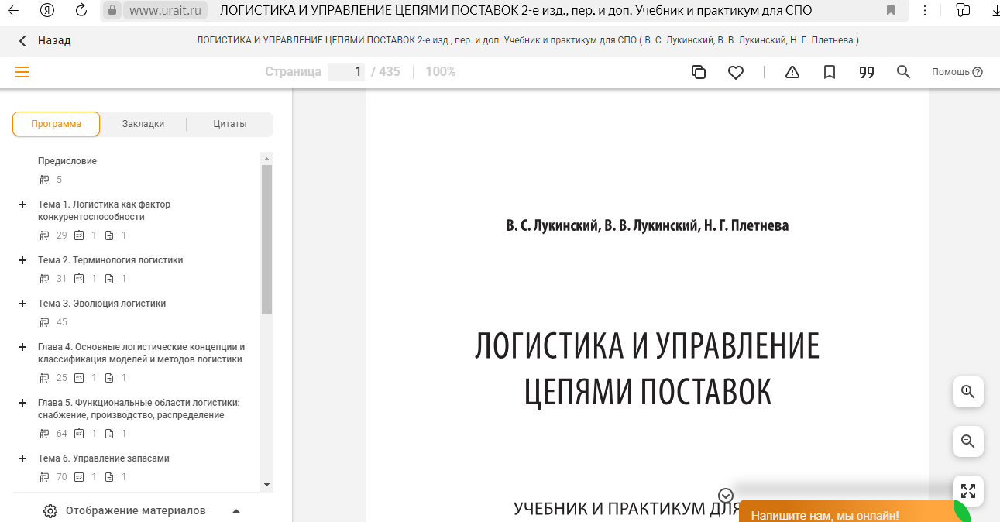 www.urait.ru ЛОГИСТИКА И УПРАВЛЕНИЕ ЦЕПЯМИ ПОСТАВОК 2-е изд., пер. и доп. Учебник и практикум для СПО
Назад
ЛОГИСТИКА И УПРАВЛЕНИЕ ЦЕПЯМИ ПОСТАВОК 2-е изд., пер. и доп. Учебник и практикум для СПО ( В. С. Лукинский, В. В. Лукинский, Н. Г. Плетнева.)
Страница 1 / 435 100%
Помощь
Программа
Закладки
Цитаты
Предисловие
5
Тема 1. Логистика как фактор
конкурентоспособности
29 1 1
Тема 2. Терминология логистики
31 1 1
Тема 3. Эволюция логистики
45
Глава 4. Основные логистические концепции и
классификация моделей и методов логистики
25 1 1
Глава 5. Функциональные области логистики:
снабжение, производство, распределение
64 1 1
Тема 6. Управление запасами
70 1 1
Отображение материалов
В. С. Лукинский, В. В. Лукинский, Н. Г. Плетнева
ЛОГИСТИКА И УПРАВЛЕНИЕ
ЦЕПЯМИ ПОСТАВОК
УЧЕБНИК И ПРАКТИКУМ ДЛЯ
Напишите нам, мы онлайн!